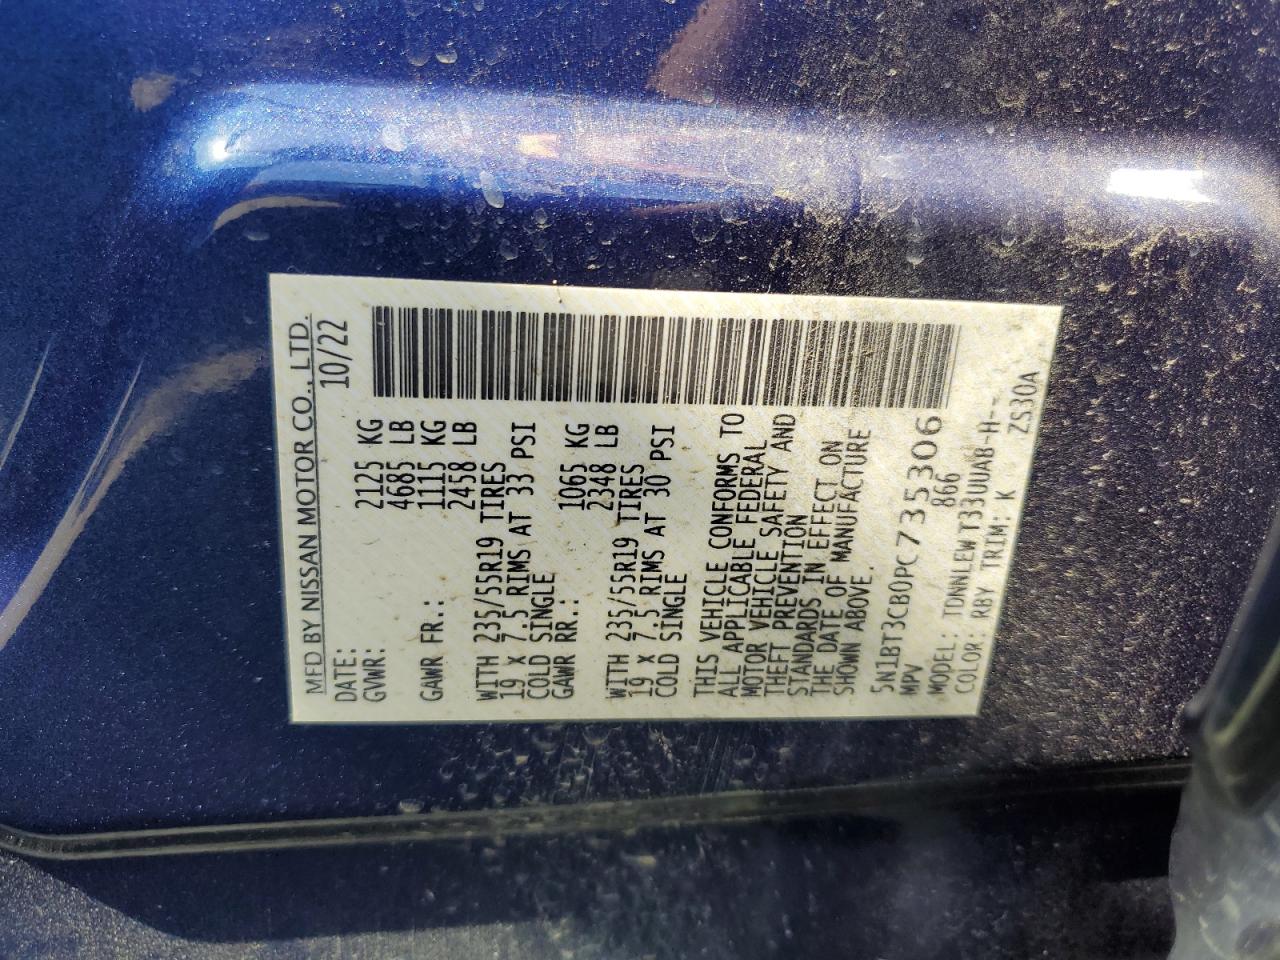 MFD BY NISSAN MOTOR CO., LTD.
DATE: 10/22
GVWR: 2125 KG
4685 LB
GAWR FR.: 1115 KG
2458 LB
WITH 235/55R19 TIRES
19 x 7.5 RIMS AT 33 PSI
COLD SINGLE
GAWR RR.: 1065 KG
2348 LB
WITH 235/55R19 TIRES
19 x 7.5 RIMS AT 30 PSI
COLD SINGLE
THIS VEHICLE CONFORMS TO
ALL APPLICABLE FEDERAL
MOTOR VEHICLE SAFETY AND
THEFT PREVENTION
STANDARDS IN EFFECT ON
THE DATE OF MANUFACTURE
SHOWN ABOVE.
5N1BT3CB0PC735306
MPV 866
MODEL: TDNNLEWT33UUAB-H--
COLOR: RBY TRIM: K ZS30A